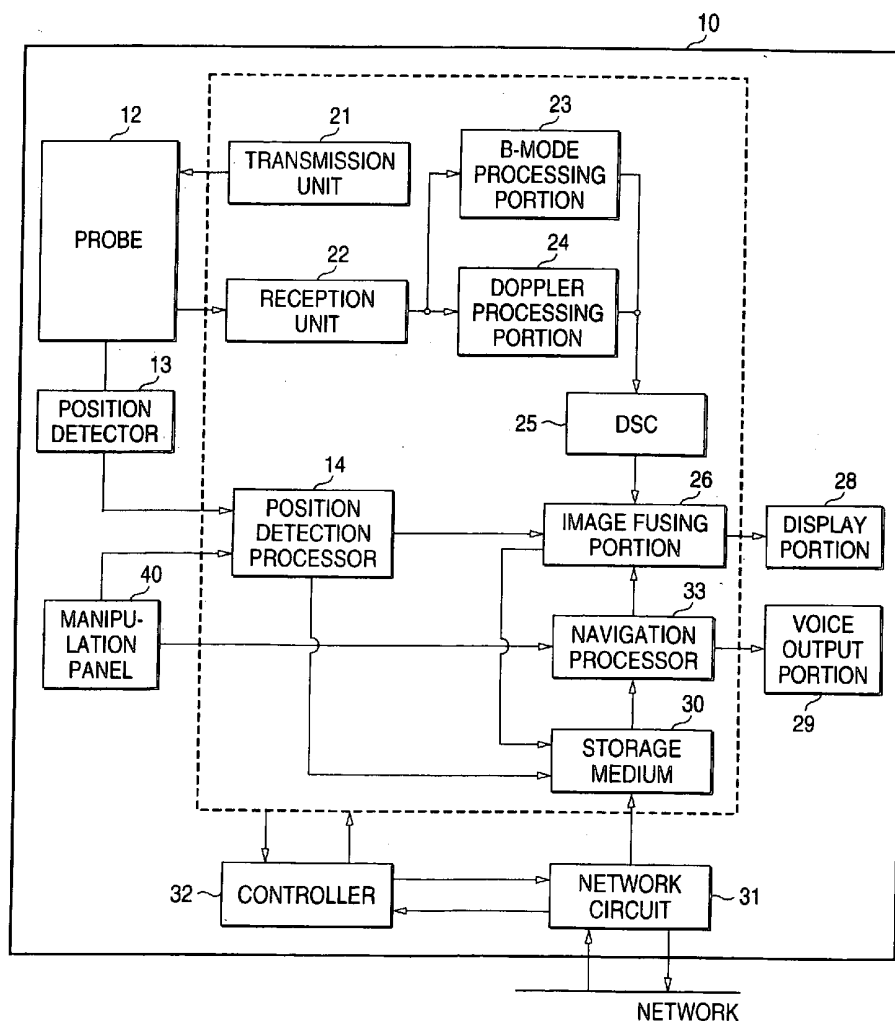 10
12
PROBE
21
TRANSMISSION
UNIT
23
B-MODE
PROCESSING
PORTION
22
RECEPTION
UNIT
24
DOPPLER
PROCESSING
PORTION
13
POSITION
DETECTOR
25
DSC
14
POSITION
DETECTION
PROCESSOR
26
IMAGE FUSING
PORTION
28
DISPLAY
PORTION
40
MANIPU-
LATION
PANEL
33
NAVIGATION
PROCESSOR
VOICE
OUTPUT
PORTION
29
30
STORAGE
MEDIUM
32
CONTROLLER
NETWORK
CIRCUIT
31
NETWORK